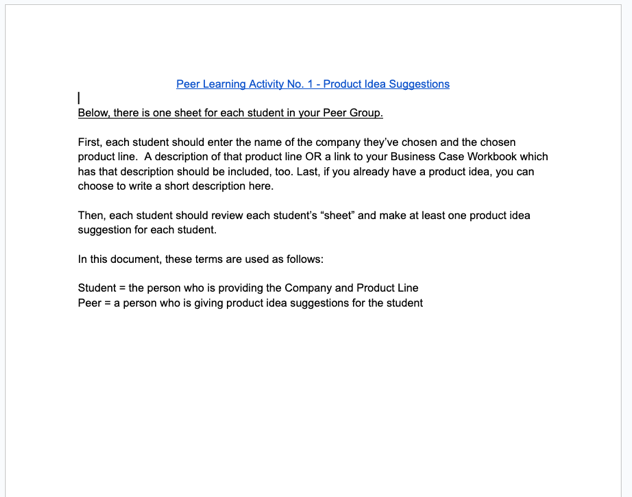 Peer Learning Activity No. 1 - Product Idea Suggestions
Below, there is one sheet for each student in your Peer Group.
First, each student should enter the name of the company they've chosen and the chosen
product line.  A description of that product line OR a link to your Business Case Workbook which
has that description should be included, too. Last, if you already have a product idea, you can
choose to write a short description here.
Then, each student should review each student's “sheet” and make at least one product idea
suggestion for each student.
In this document, these terms are used as follows:
Student = the person who is providing the Company and Product Line
Peer = a person who is giving product idea suggestions for the student